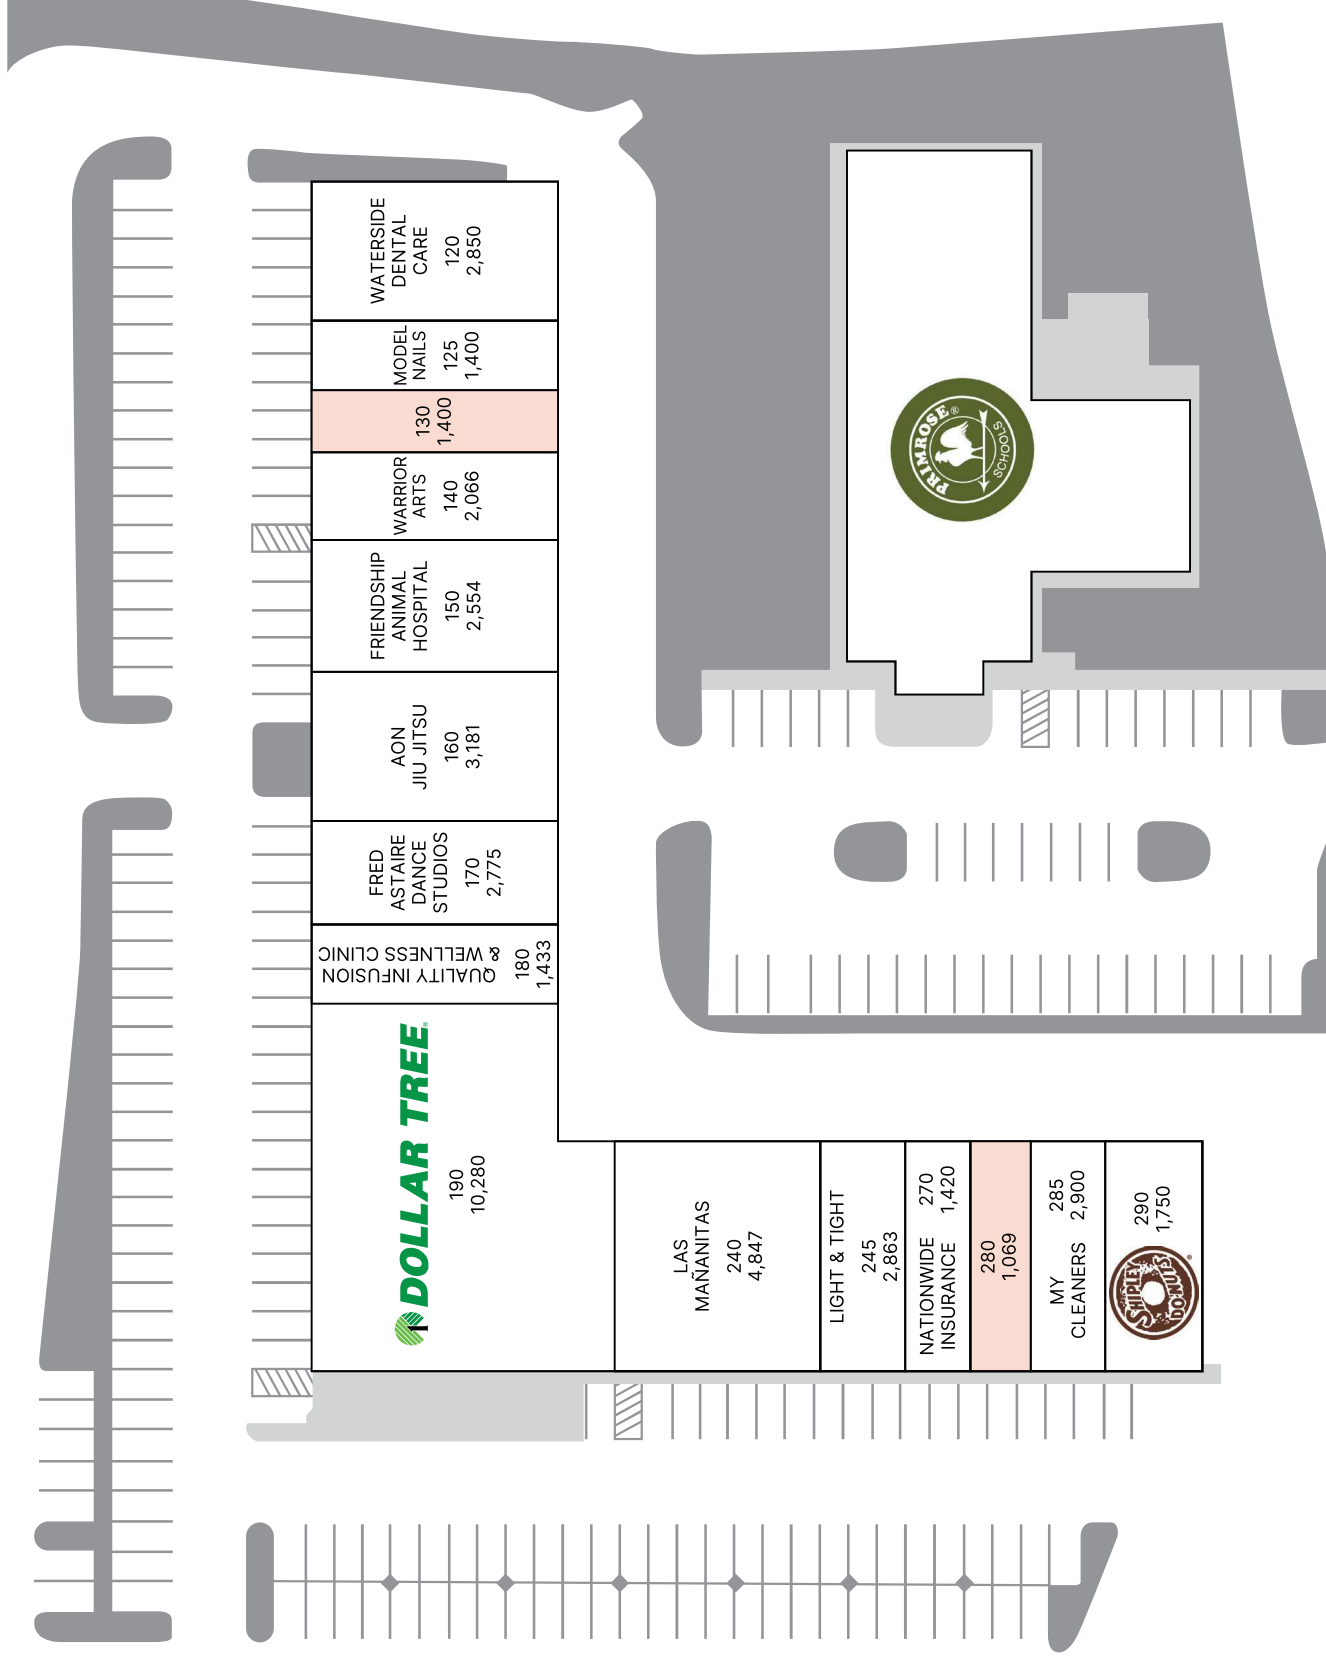 WATERSIDE
DENTAL
CARE
120
2,850
MODEL
NAILS
125
1,400
130
1,400
WARRIOR
ARTS
140
2,066
FRIENDSHIP
ANIMAL
HOSPITAL
150
2,554
AON
JIU JITSU
160
3,181
FRED
ASTAIRE
DANCE
STUDIOS
170
2,775
QUALITY INFUSION
& WELLNESS CLINIC
180
1,433
DOLLAR TREE®
190
10,280
LAS
MAÑANITAS
240
4,847
LIGHT & TIGHT
245
2,863
NATIONWIDE
INSURANCE
270
1,420
280
1,069
MY
CLEANERS
285
2,900
290
1,750
SHIPLEY
DO-NUTS®
PRIMROSE®
SCHOOLS